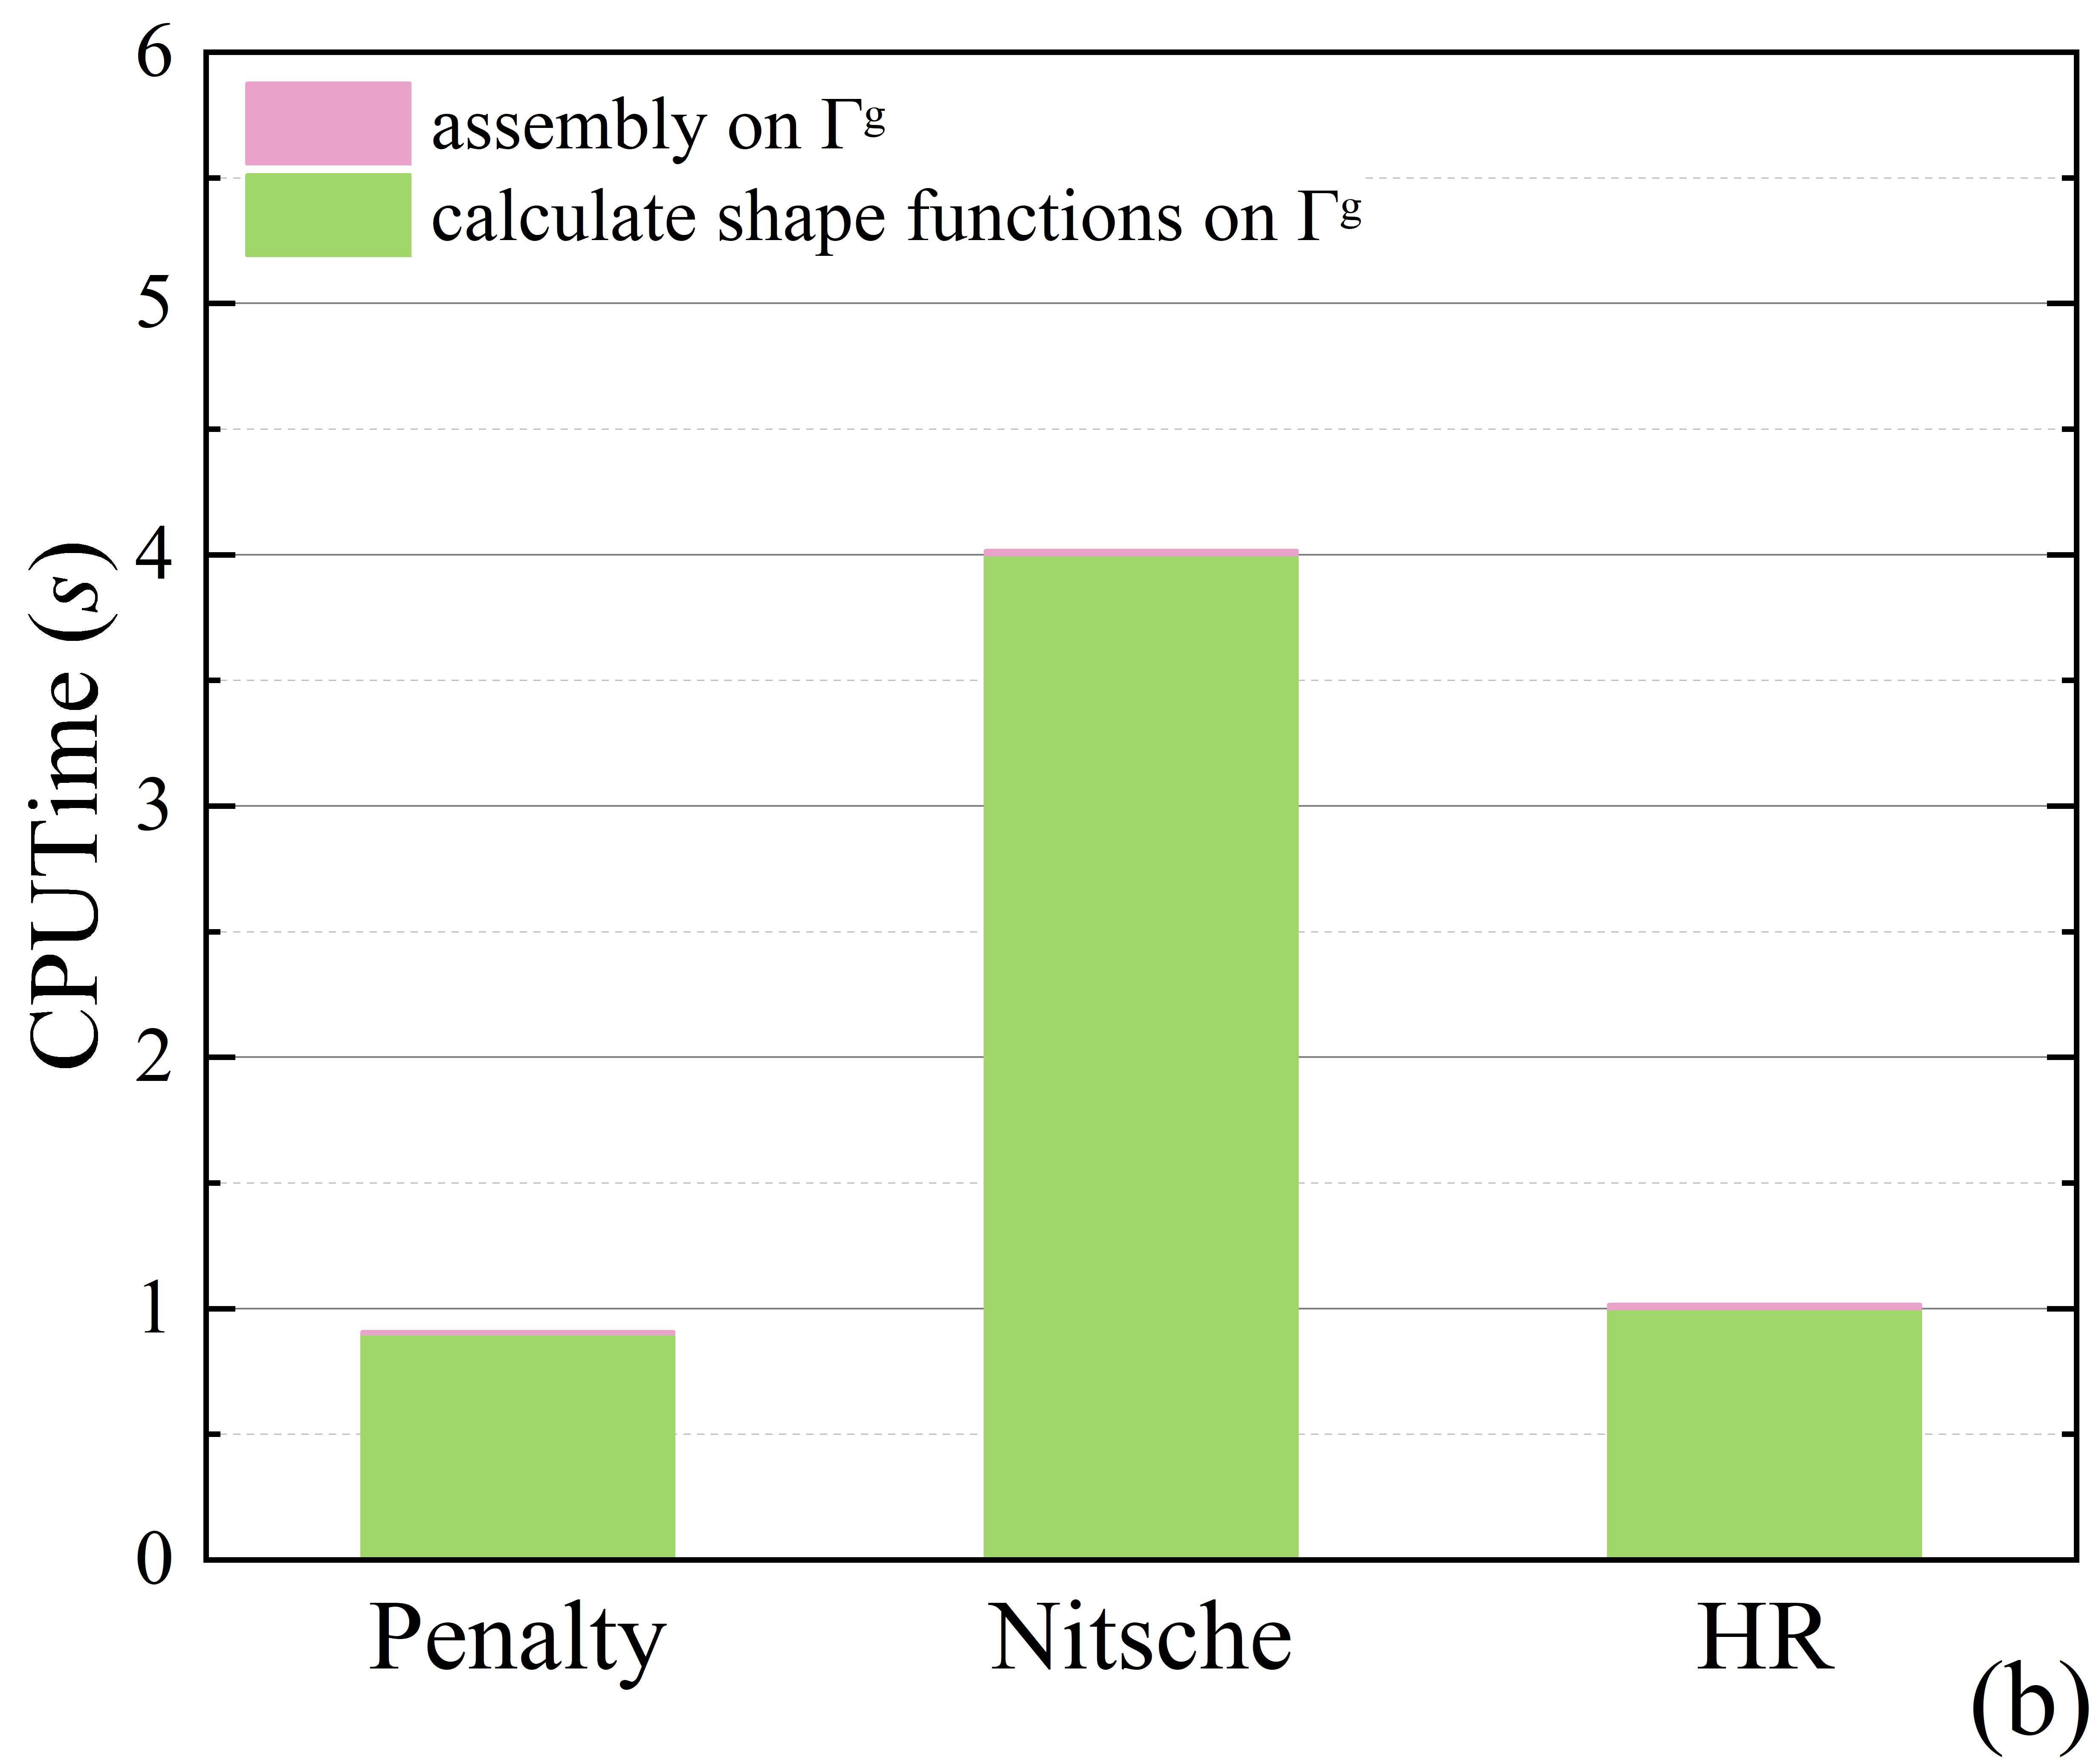 6
assembly on Γᵍ
calculate shape functions on Γᵍ
5
4
3
2
1
0
CPUTime (s)
Penalty
Nitsche
HR
(b)